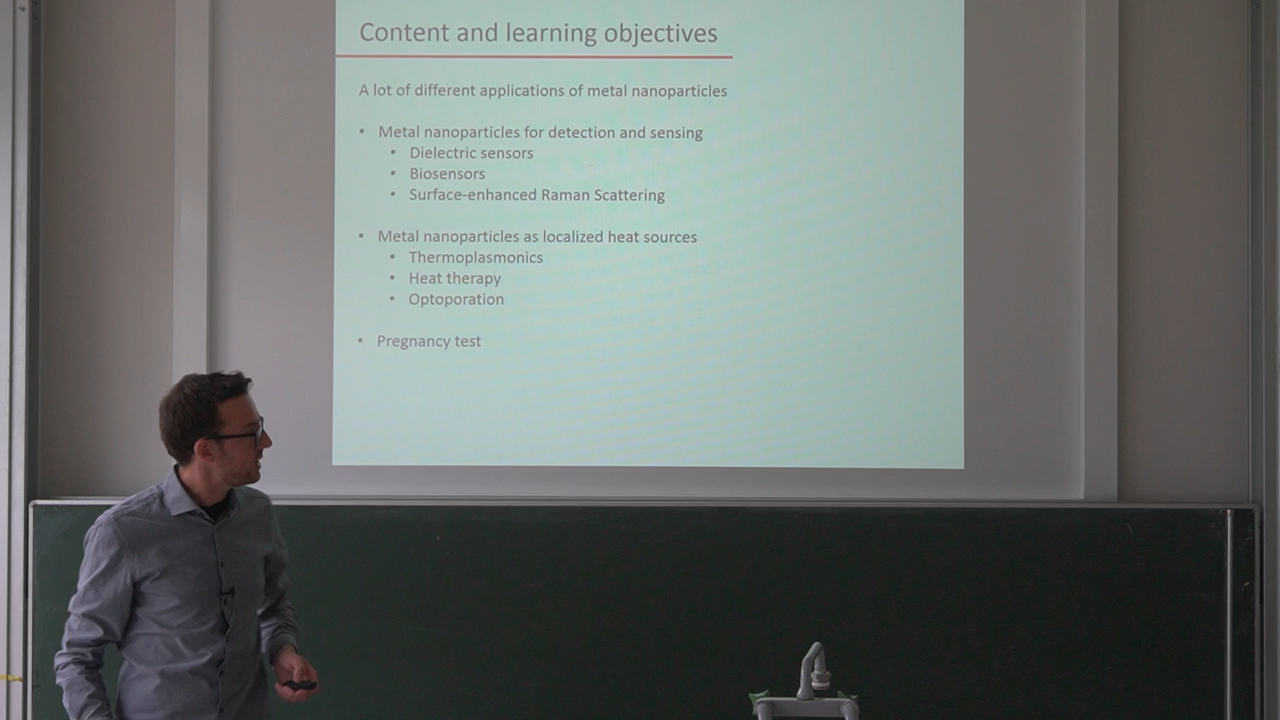 Content and learning objectives
A lot of different applications of metal nanoparticles
• Metal nanoparticles for detection and sensing
• Dielectric sensors
• Biosensors
• Surface-enhanced Raman Scattering
• Metal nanoparticles as localized heat sources
• Thermoplasmonics
• Heat therapy
• Optoporation
• Pregnancy test